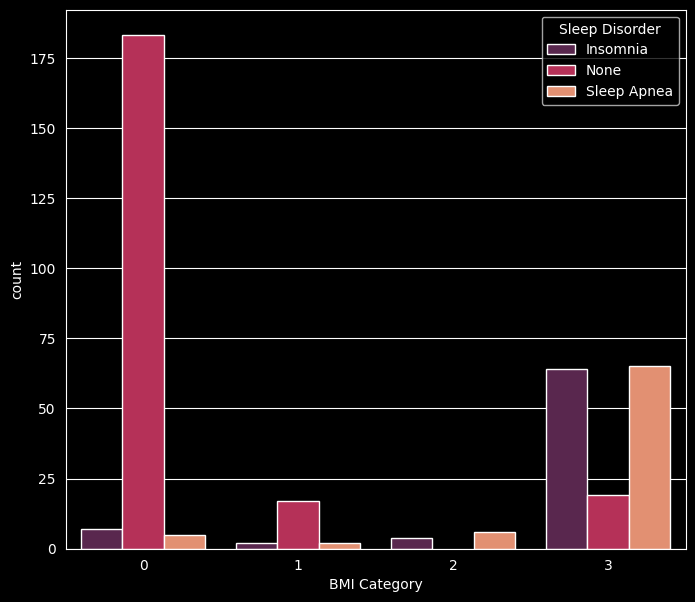 Sleep Disorder
Insomnia
None
Sleep Apnea
175
150
125
100
75
50
25
0
count
0 1 2 3
BMI Category